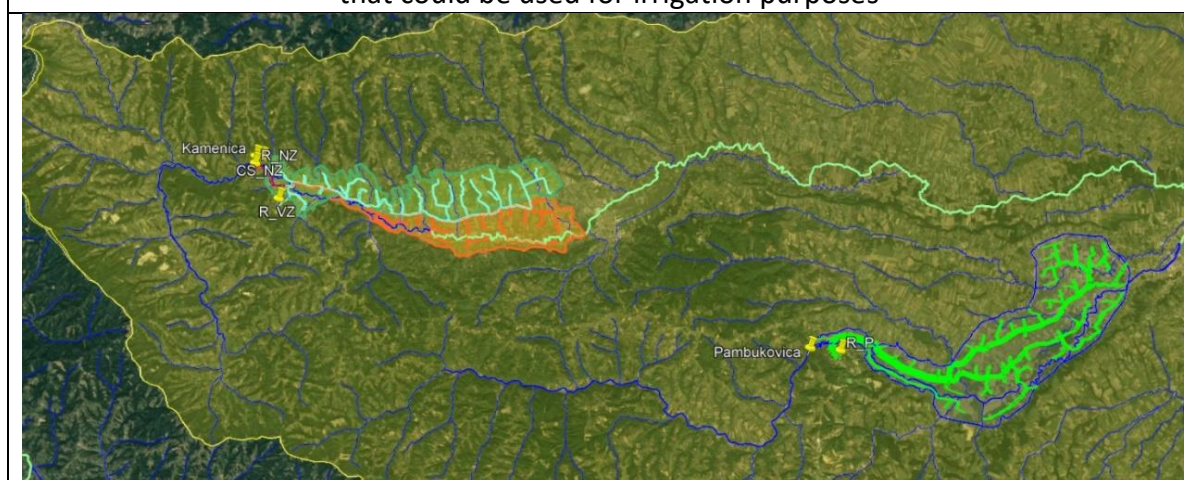 that could be used for irrigation purposes
Kamenica
R_NZ
CS_NZ
R_VZ
Pambukovica
R_P